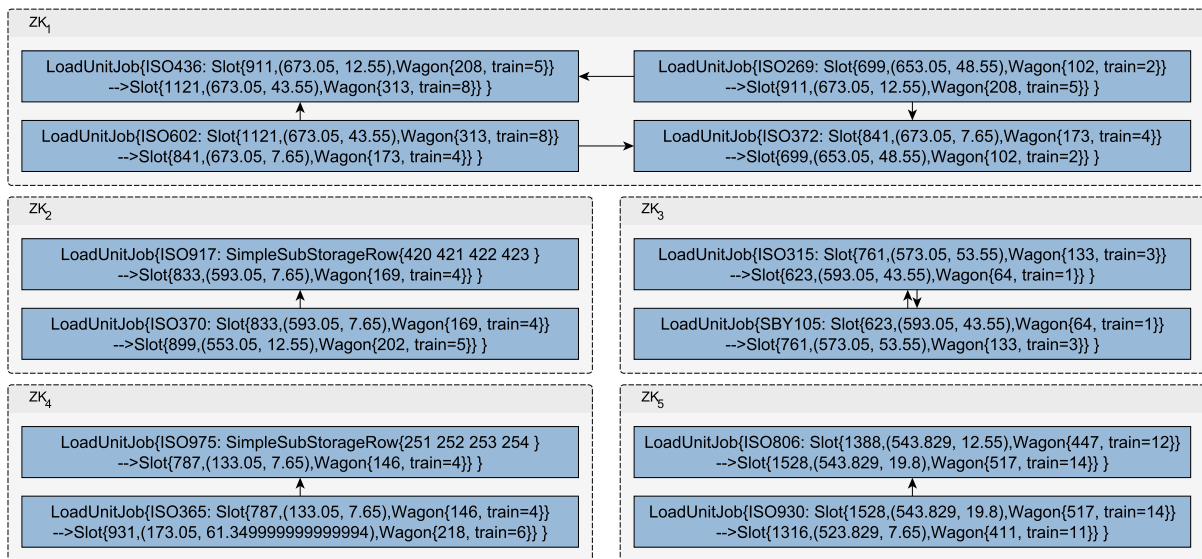 ZK1
LoadUnitJob{ISO436: Slot{911,(673.05, 12.55),Wagon{208, train=5}}
-->Slot{1121,(673.05, 43.55),Wagon{313, train=8}} }
LoadUnitJob{ISO269: Slot{699,(653.05, 48.55),Wagon{102, train=2}}
-->Slot{911,(673.05, 12.55),Wagon{208, train=5}} }
LoadUnitJob{ISO602: Slot{1121,(673.05, 43.55),Wagon{313, train=8}}
-->Slot{841,(673.05, 7.65),Wagon{173, train=4}} }
LoadUnitJob{ISO372: Slot{841,(673.05, 7.65),Wagon{173, train=4}}
-->Slot{699,(653.05, 48.55),Wagon{102, train=2}} }
ZK2
LoadUnitJob{ISO917: SimpleSubStorageRow{420 421 422 423 }
-->Slot{833,(593.05, 7.65),Wagon{169, train=4}} }
LoadUnitJob{ISO370: Slot{833,(593.05, 7.65),Wagon{169, train=4}}
-->Slot{899,(553.05, 12.55),Wagon{202, train=5}} }
ZK3
LoadUnitJob{ISO315: Slot{761,(573.05, 53.55),Wagon{133, train=3}}
-->Slot{623,(593.05, 43.55),Wagon{64, train=1}} }
LoadUnitJob{SBY105: Slot{623,(593.05, 43.55),Wagon{64, train=1}}
-->Slot{761,(573.05, 53.55),Wagon{133, train=3}} }
ZK4
LoadUnitJob{ISO975: SimpleSubStorageRow{251 252 253 254 }
-->Slot{787,(133.05, 7.65),Wagon{146, train=4}} }
LoadUnitJob{ISO365: Slot{787,(133.05, 7.65),Wagon{146, train=4}}
-->Slot{931,(173.05, 61.349999999999994),Wagon{218, train=6}} }
ZK5
LoadUnitJob{ISO806: Slot{1388,(543.829, 12.55),Wagon{447, train=12}}
-->Slot{1528,(543.829, 19.8),Wagon{517, train=14}} }
LoadUnitJob{ISO930: Slot{1528,(543.829, 19.8),Wagon{517, train=14}}
-->Slot{1316,(523.829, 7.65),Wagon{411, train=11}} }